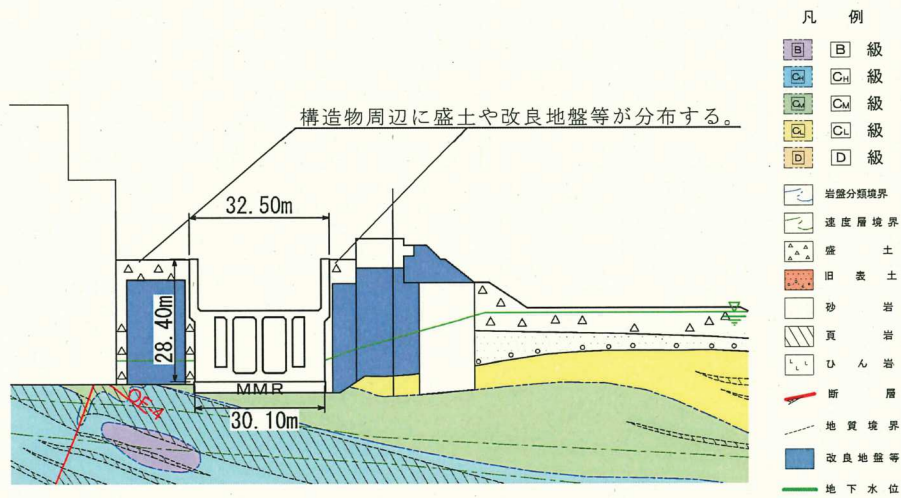 構造物周辺に盛土や改良地盤等が分布する。
32.50m
28.40m
MMR
30.10m
OF-4
凡 例
B B 級
CH CH 級
CM CM 級
CL CL 級
D D 級
岩盤分類境界
速度層境界
盛 土
旧 表 土
砂 岩
頁 岩
ひ ん 岩
断 層
地 質 境 界
改 良 地 盤 等
地 下 水 位